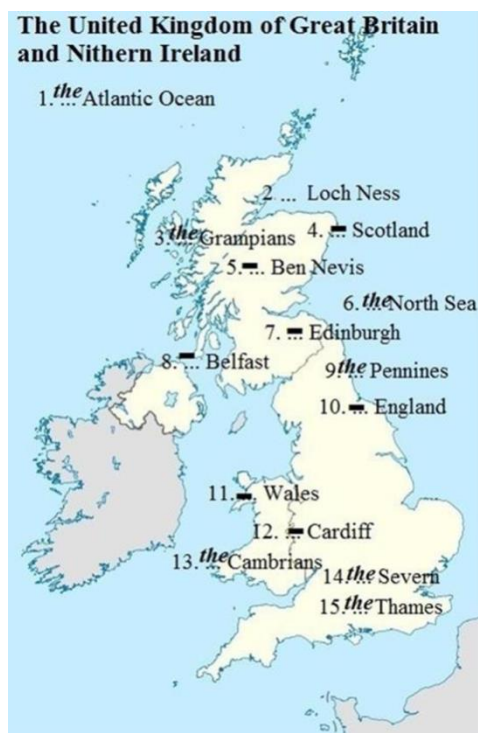 The United Kingdom of Great Britain
and Nithern Ireland
1. the ... Atlantic Ocean
2 ... Loch Ness
3. the ... Grampians
4. – ... Scotland
5. – ... Ben Nevis
6. the ... North Sea
7. – ... Edinburgh
8. – ... Belfast
9 the ... Pennines
10. – ... England
11. – ... Wales
12. – ... Cardiff
13. the ... Cambrians
14 the ... Severn
15. the ... Thames